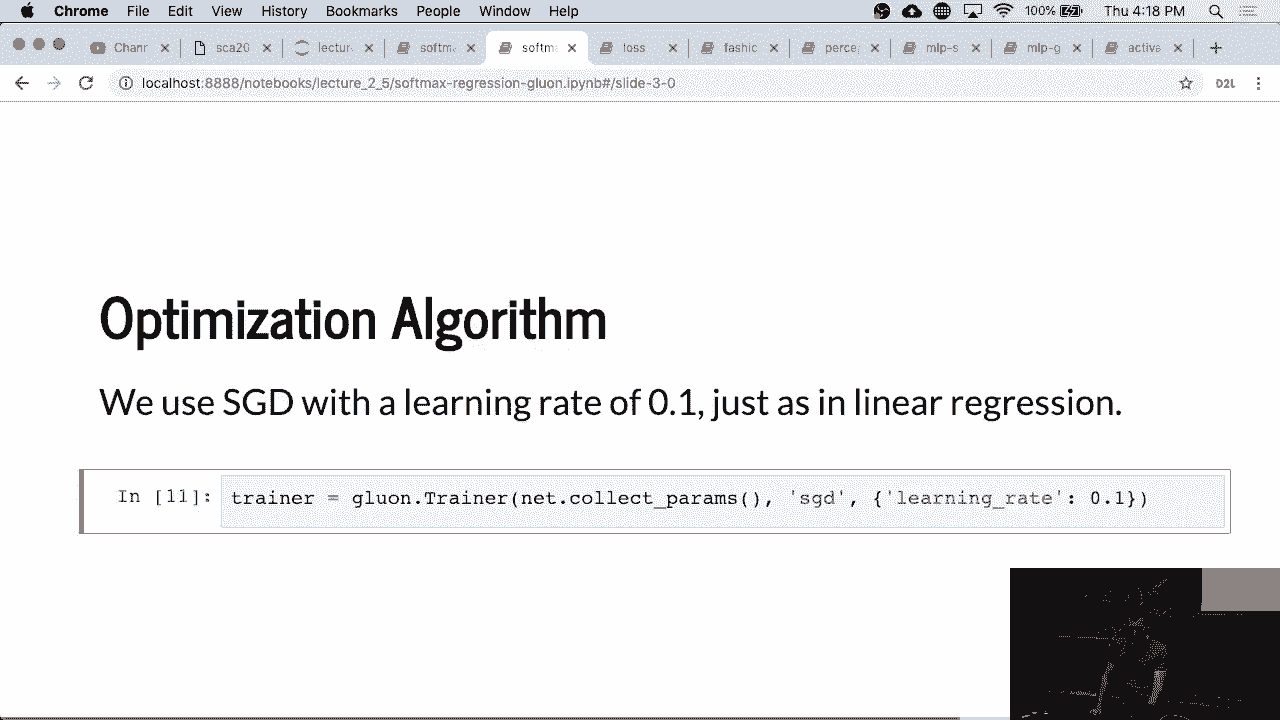 Chrome File Edit View History Bookmarks People Window Help 100% Thu 4:18 PM
Chanr sca20 lectur softm softm loss fashic perce mlp-s mlp-g active
localhost:8888/notebooks/lecture_2_5/softmax-regression-gluon.ipynb#/slide-3-0 D2L
Optimization Algorithm
We use SGD with a learning rate of 0.1, just as in linear regression.
In [11]: trainer = gluon.Trainer(net.collect_params(), 'sgd', {'learning_rate': 0.1})